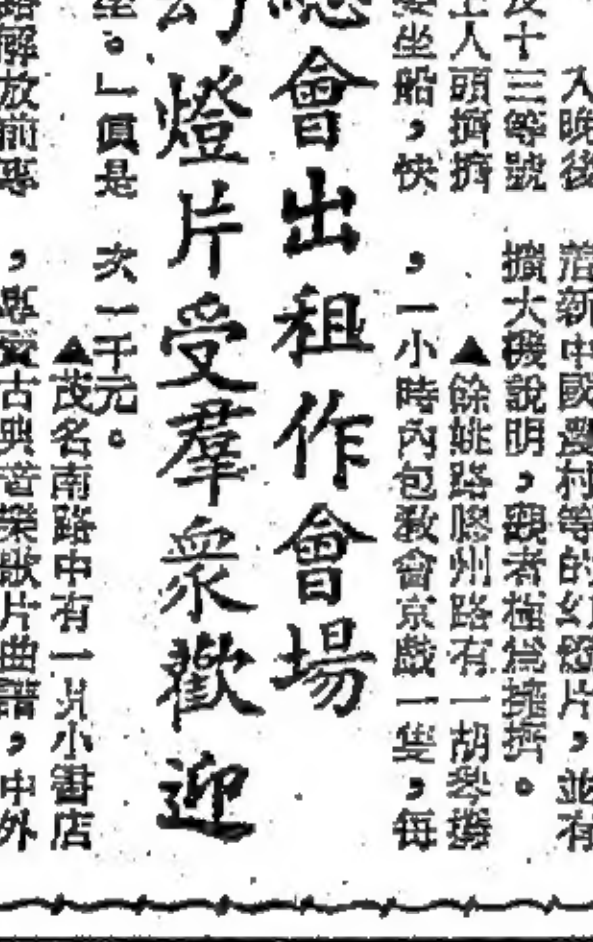 入晚後
十三等號
上人頭擠擠
坐船，快
着新中國農村等的幻燈片，並有
擴大機說明，觀者極爲擁擠。
▲餘姚路膠州路有一胡琴攤
，一小時內包教會京戲一隻，每
總會出租作會場
幻燈片受羣衆歡迎
坐。」眞是
路解放前專
次一千元。
▲茂名南路中有一爿小書店
，專賣古典音樂歌片曲譜，中外